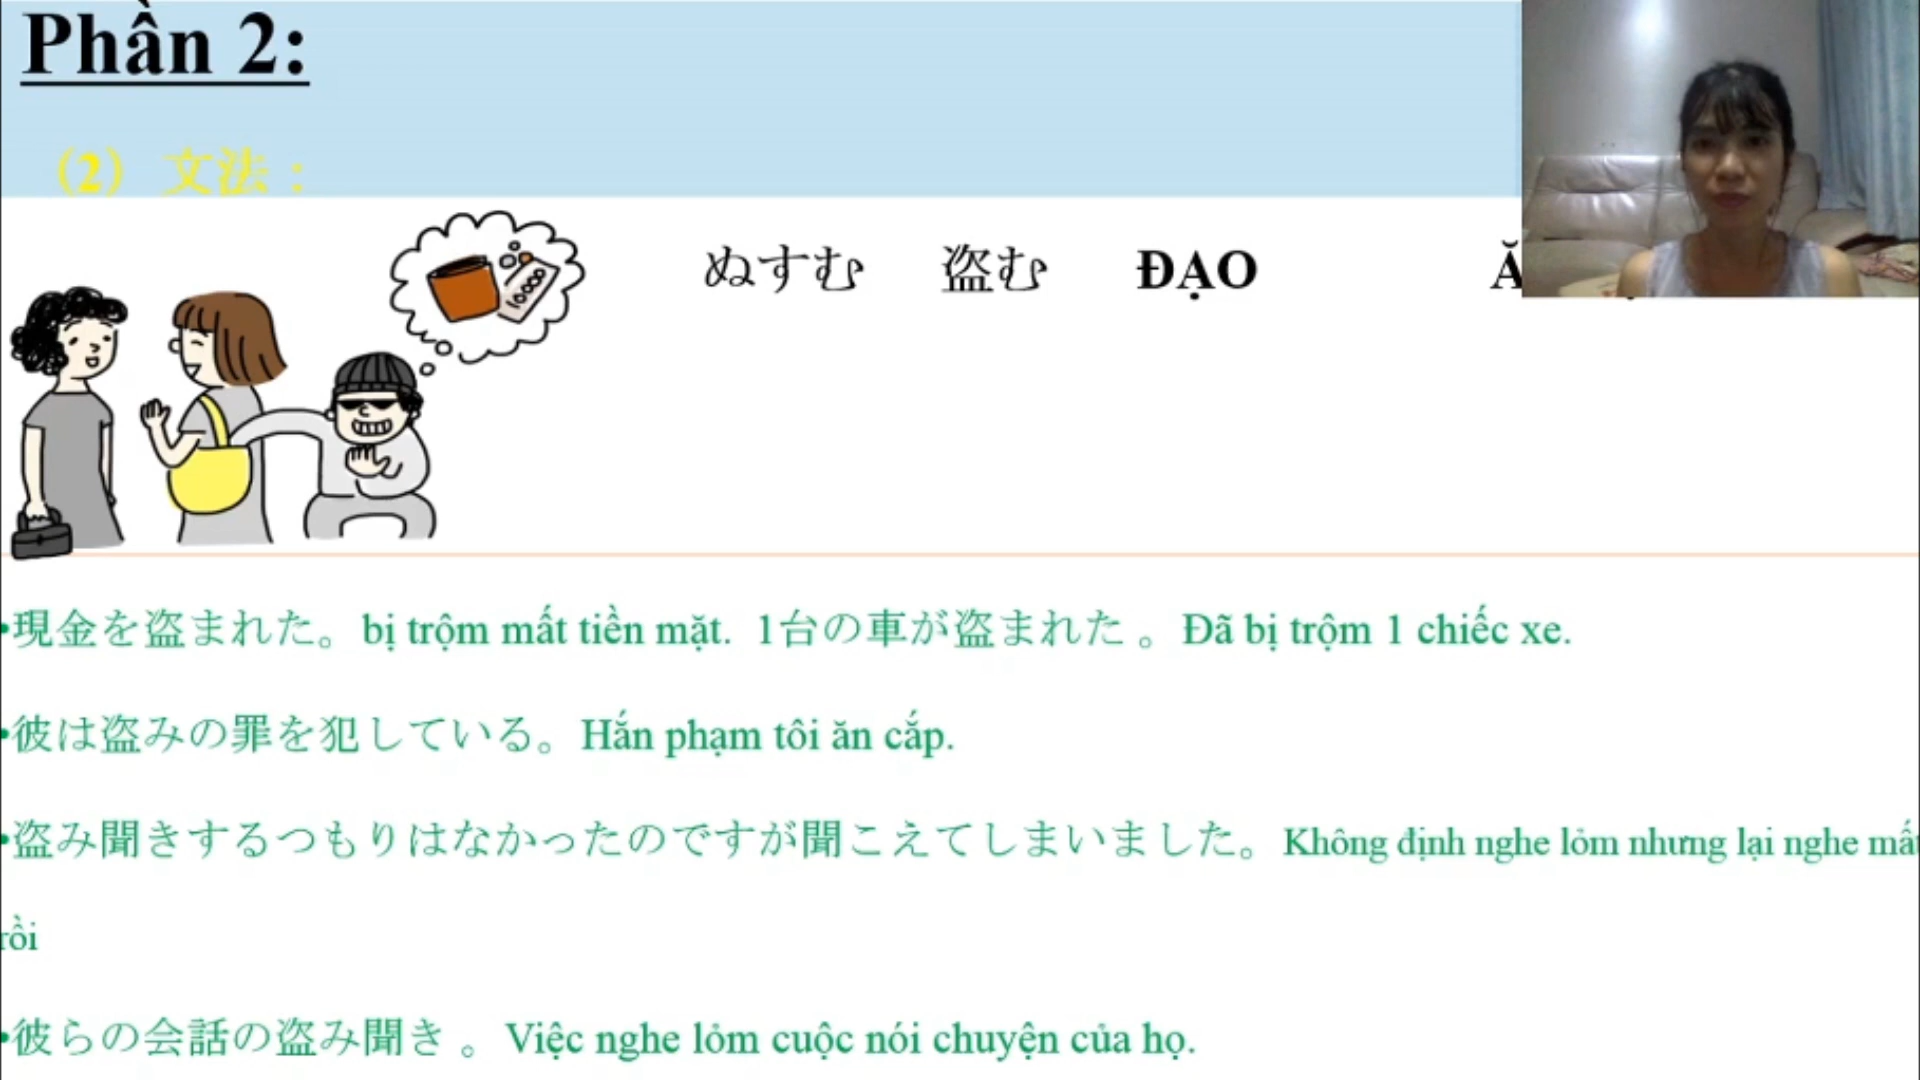 Phần 2:
（2） 文法：
ぬすむ 盗む ĐẠO
现金を盗まれた。 bị trộm mất tiền mặt. 1台の車が盗まれた 。 Đã bị trộm 1 chiếc xe.
•彼は盗みの罪を犯している。 Hắn phạm tôi ăn cắp.
•盗み聞きするつもりはなかったのですが聞こえてしまいました。 Không định nghe lỏm nhưng lại nghe mất
rồi
•彼らの会話の盗み聞き 。 Việc nghe lỏm cuộc nói chuyện của họ.